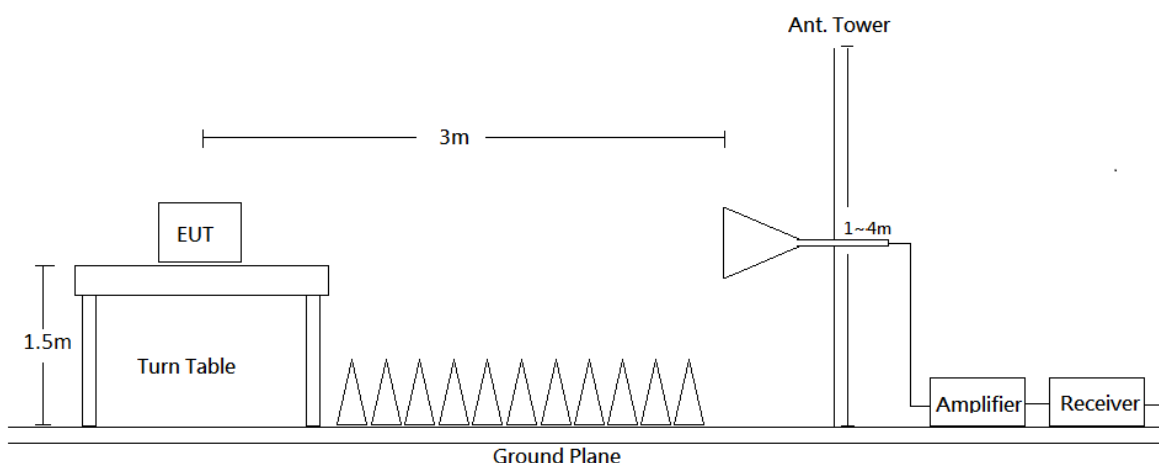 Ant. Tower
3m
EUT
1~4m
1.5m
Turn Table
Amplifier
Receiver
Ground Plane